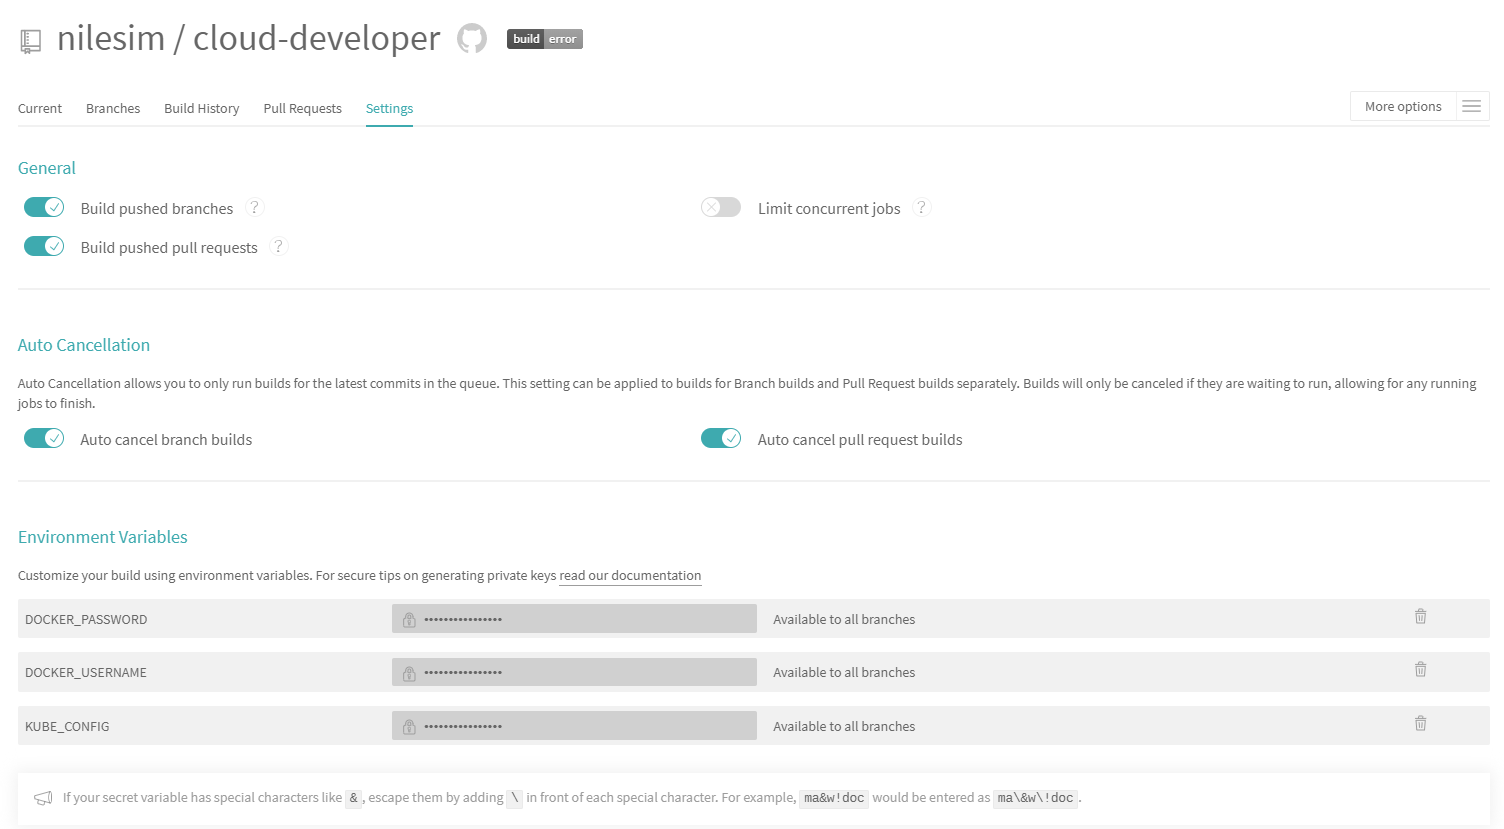 nilesim / cloud-developer build error
Current Branches Build History Pull Requests Settings More options
General
Build pushed branches ? Limit concurrent jobs ?
Build pushed pull requests ?
Auto Cancellation
Auto Cancellation allows you to only run builds for the latest commits in the queue. This setting can be applied to builds for Branch builds and Pull Request builds separately. Builds will only be canceled if they are waiting to run, allowing for any running
jobs to finish.
Auto cancel branch builds Auto cancel pull request builds
Environment Variables
Customize your build using environment variables. For secure tips on generating private keys read our documentation
DOCKER_PASSWORD •••••••••••••••• Available to all branches
DOCKER_USERNAME •••••••••••••••• Available to all branches
KUBE_CONFIG •••••••••••••••• Available to all branches
If your secret variable has special characters like & , escape them by adding \ in front of each special character. For example, ma&w!doc would be entered as ma\&w\!doc .